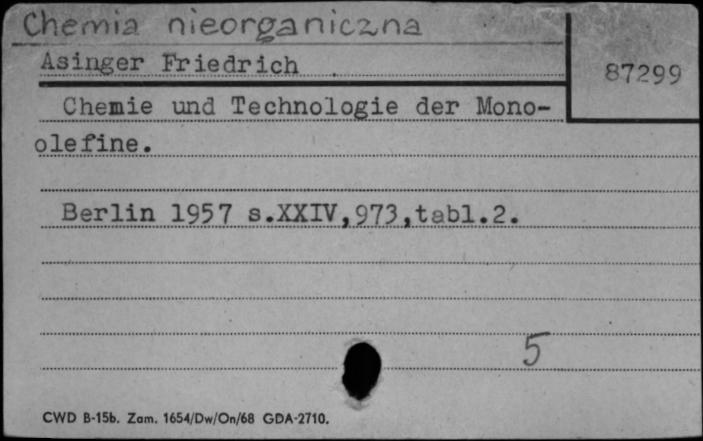 Chemia nieorganiczna
Asinger Friedrich
87299
Chemie und Technologie der Mono-
olefine.
Berlin 1957 s.XXIV,973,tabl.2.
5
CWD B-15b. Zam. 1654/Dw/On/68 GDA-2710.